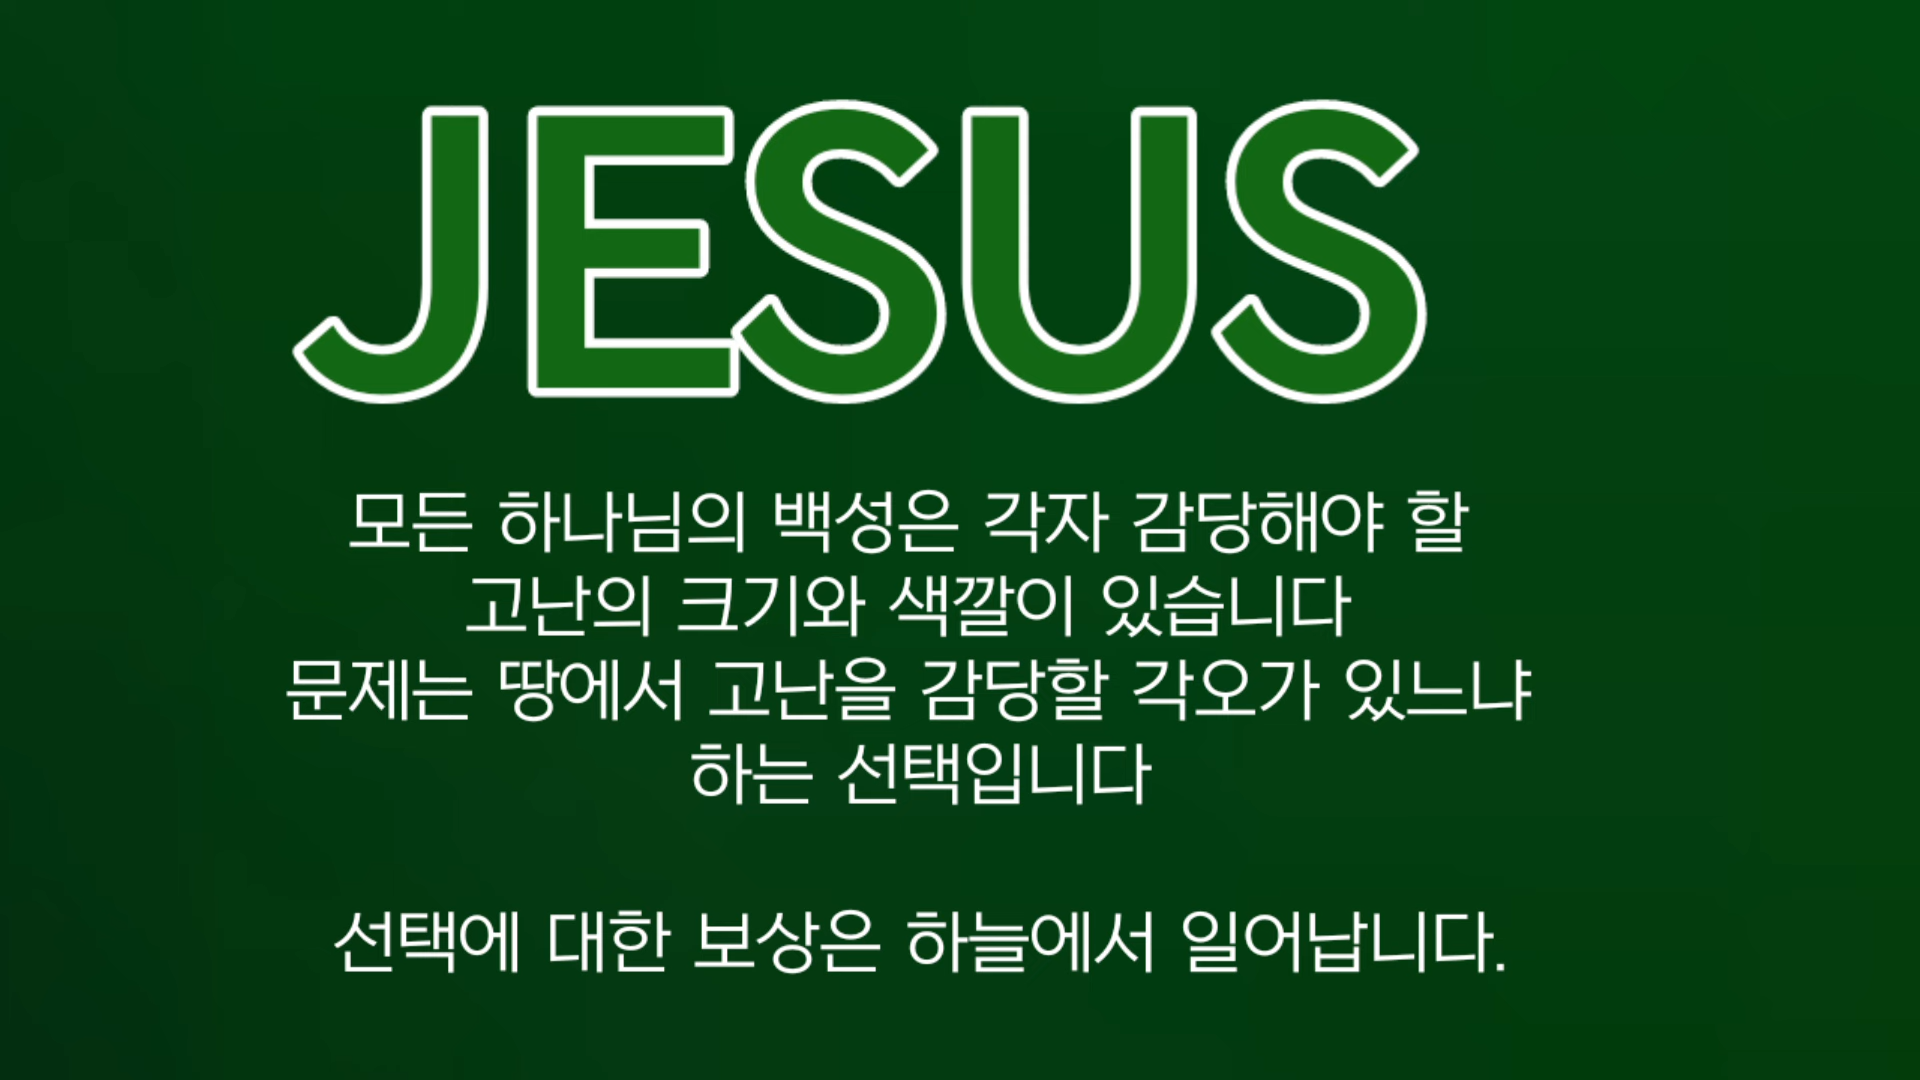 JESUS
모든 하나님의 백성은 각자 감당해야 할
고난의 크기와 색깔이 있습니다
문제는 땅에서 고난을 감당할 각오가 있느냐
하는 선택입니다
선택에 대한 보상은 하늘에서 일어납니다.